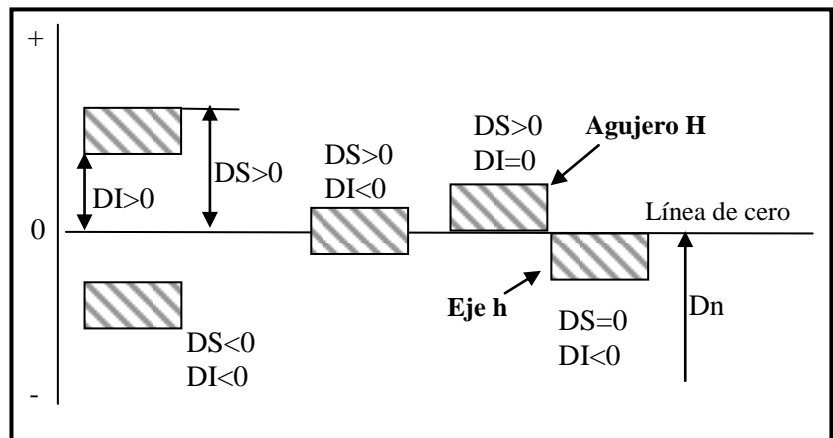 +
DS>0
DI=0
Agujero H
DS>0
DI<0
DS>0
DI>0
Línea de cero
0
Eje h
Dn
DS=0
DI<0
DS<0
DI<0
-